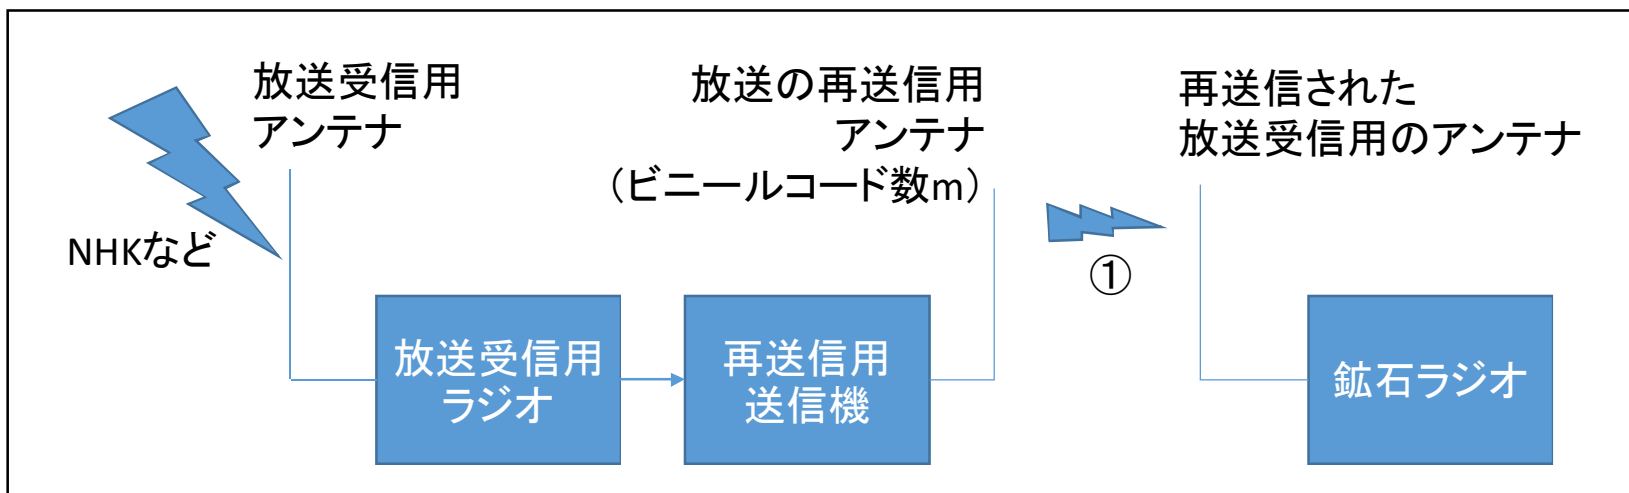 放送受信用
アンテナ
放送の再送信用
アンテナ
（ビニールコード数m）
再送信された
放送受信用のアンテナ
NHKなど
①
放送受信用
ラジオ
再送信用
送信機
鉱石ラジオ